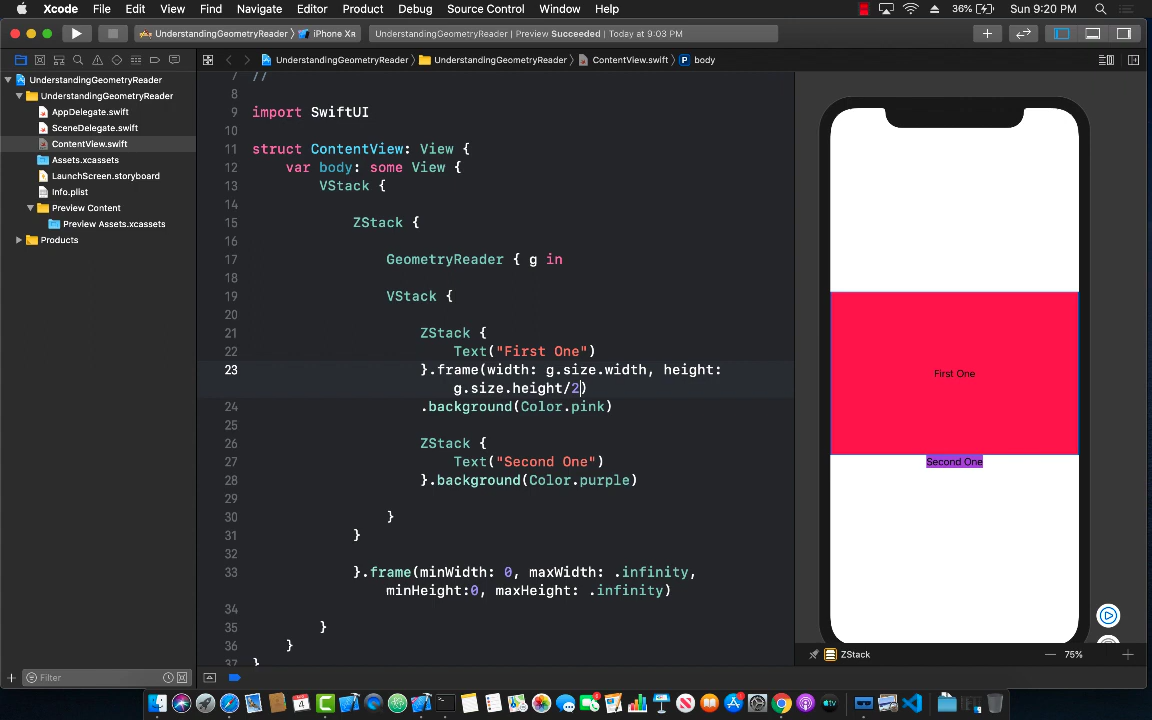 Xcode File Edit View Find Navigate Editor Product Debug Source Control Window Help 36% Sun 9:20 PM
UnderstandingGeometryReader iPhone XR UnderstandingGeometryReader | Preview Succeeded | Today at 9:03 PM
UnderstandingGeometryReader UnderstandingGeometryReader ContentView.swift P body
UnderstandingGeometryReader
UnderstandingGeometryReader
AppDelegate.swift
SceneDelegate.swift
ContentView.swift
Assets.xcassets
LaunchScreen.storyboard
Info.plist
Preview Content
Preview Assets.xcassets
Products
7 //
8
9 import SwiftUI
10
11 struct ContentView: View {
12 var body: some View {
13 VStack {
14
15 ZStack {
16
17 GeometryReader { g in
18
19 VStack {
20
21 ZStack {
22 Text("First One")
23 }.frame(width: g.size.width, height:
g.size.height/2)
24 .background(Color.pink)
25
26 ZStack {
27 Text("Second One")
28 }.background(Color.purple)
29
30 }
31 }
32
33 }.frame(minWidth: 0, maxWidth: .infinity,
minHeight:0, maxHeight: .infinity)
34
35 }
36 }
37 }
First One
Second One
Filter
ZStack 75%